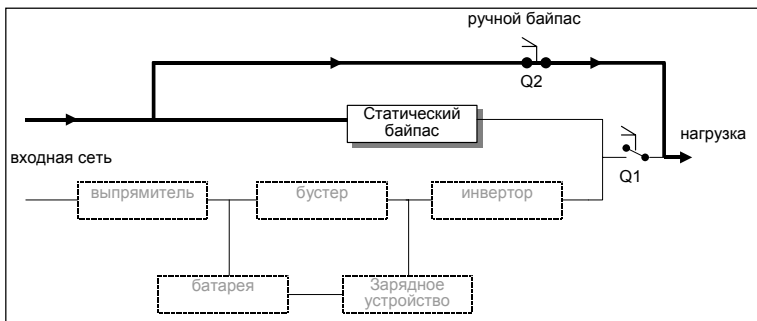 ручной байпас
Q2
Статический
байпас
нагрузка
входная сеть
Q1
выпрямитель
бустер
инвертор
батарея
Зарядное
устройство